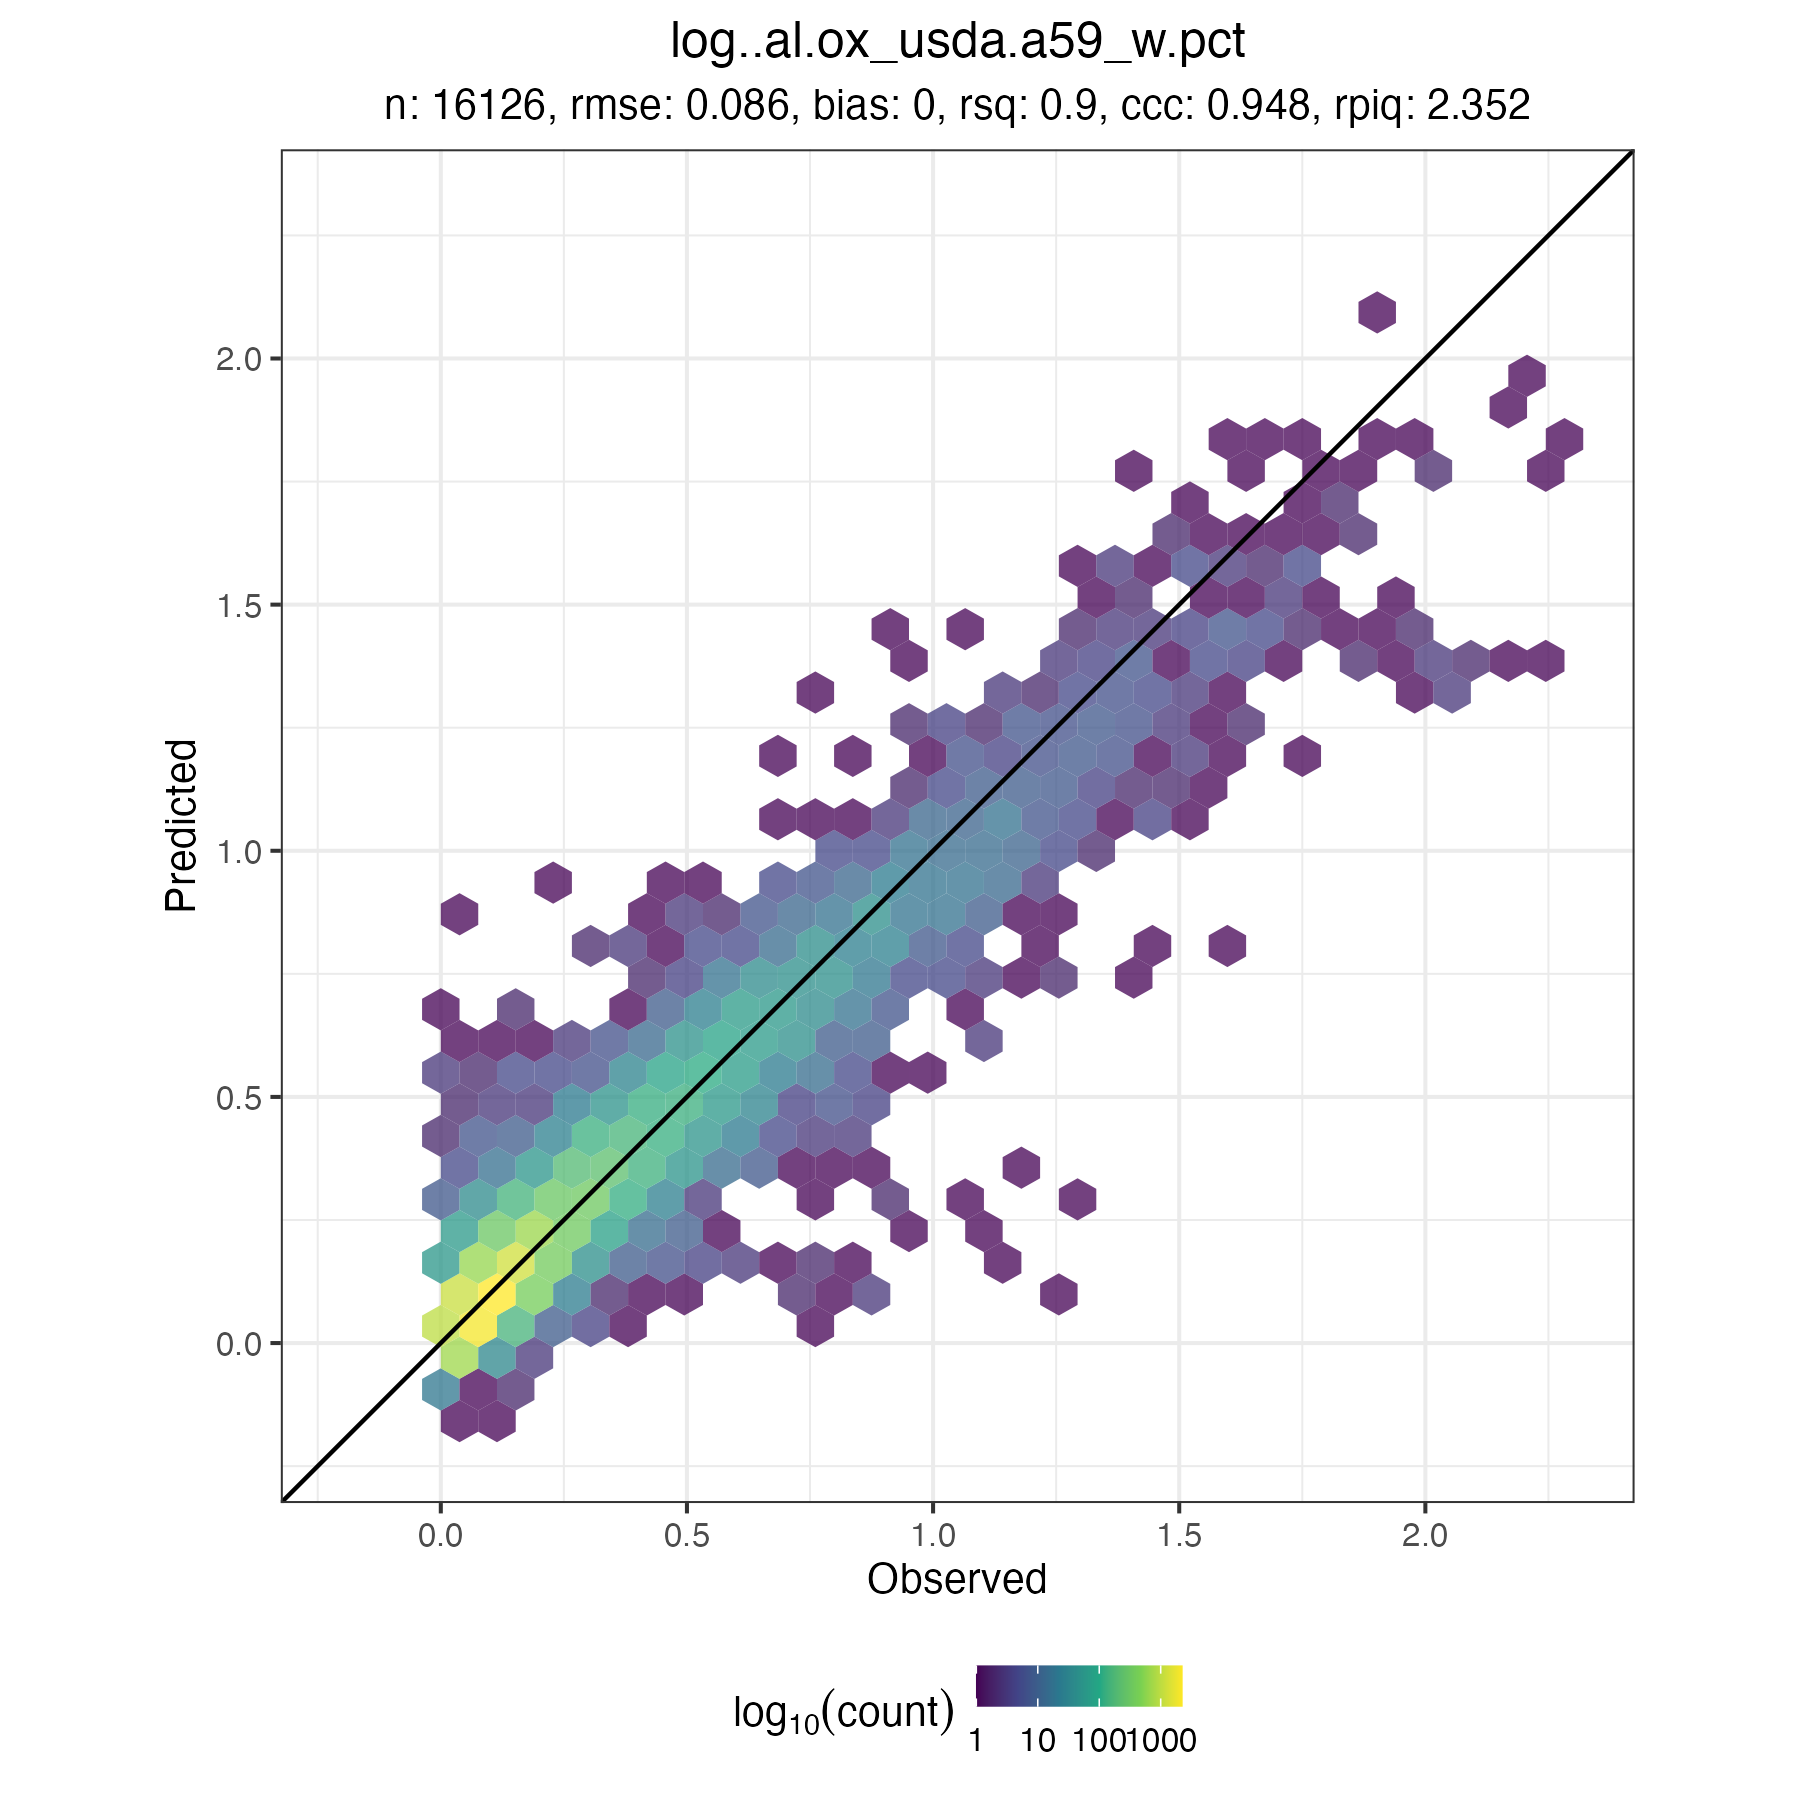 log..al.ox_usda.a59_w.pct
n: 16126, rmse: 0.086, bias: 0, rsq: 0.9, ccc: 0.948, rpiq: 2.352
Predicted
2.0
1.5
1.0
0.5
0.0
0.0 0.5 1.0 1.5 2.0
Observed
log₁₀(count)
1 10 100 1000